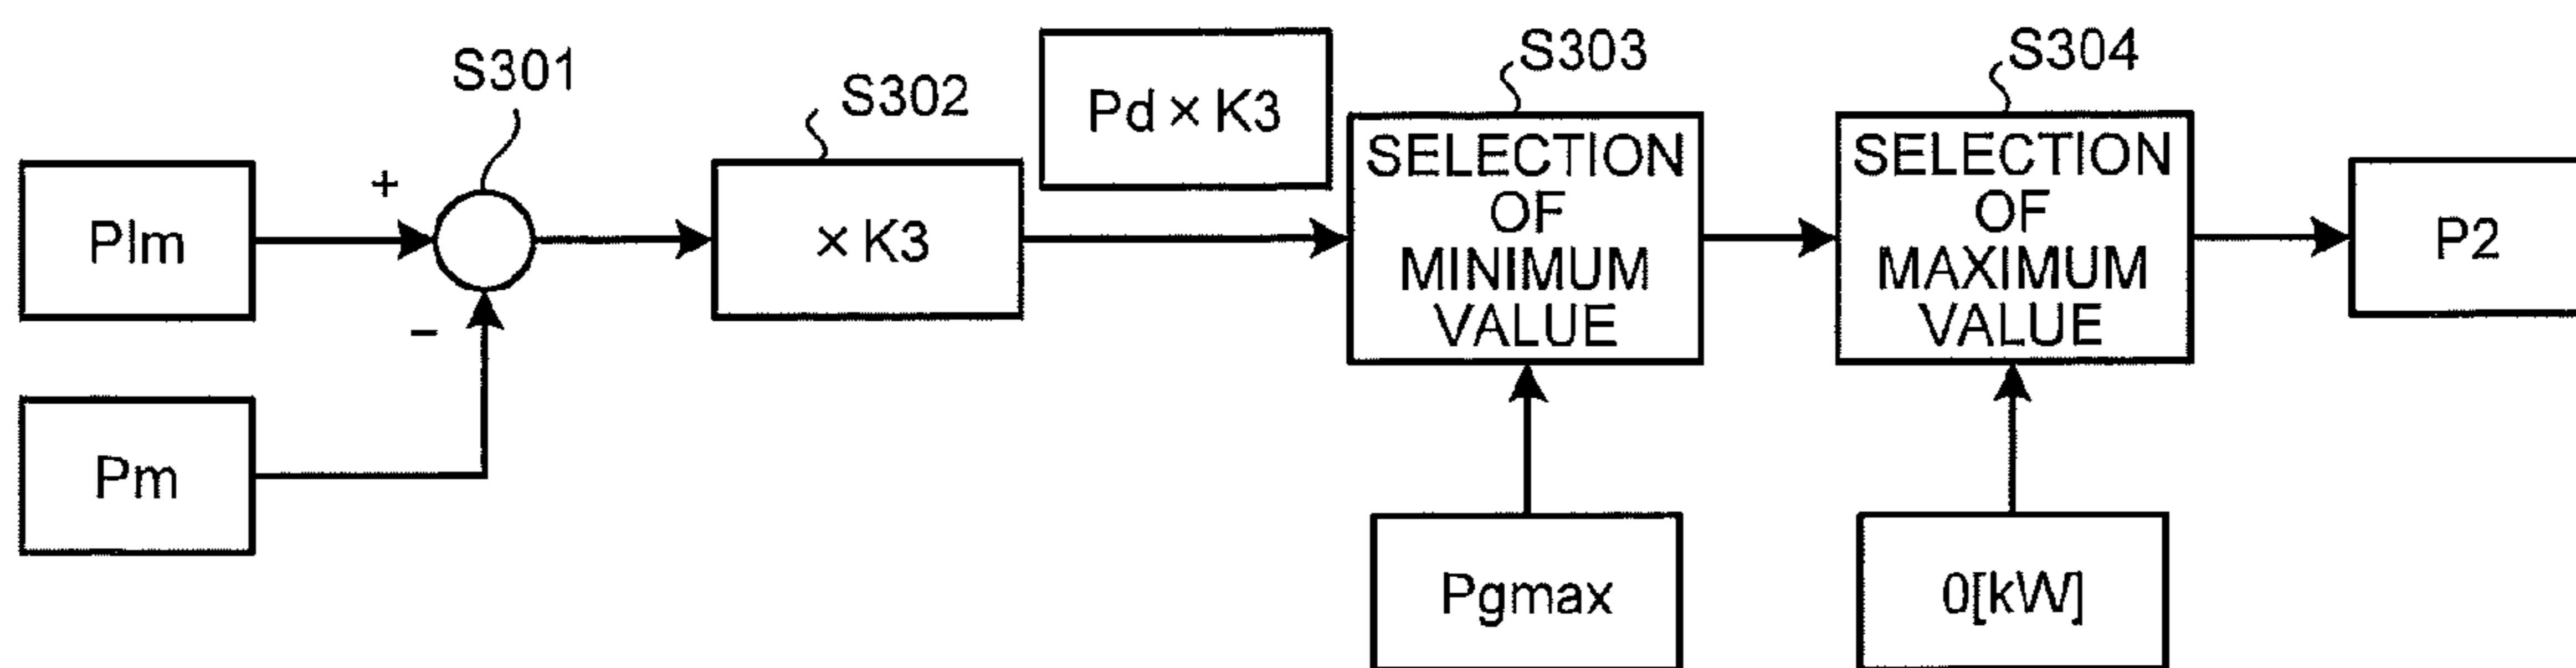 S301
S302
Pd × K3
S303
S304
PIm
+
× K3
SELECTION
OF
MINIMUM
VALUE
SELECTION
OF
MAXIMUM
VALUE
P2
−
Pm
Pgmax
0[kW]